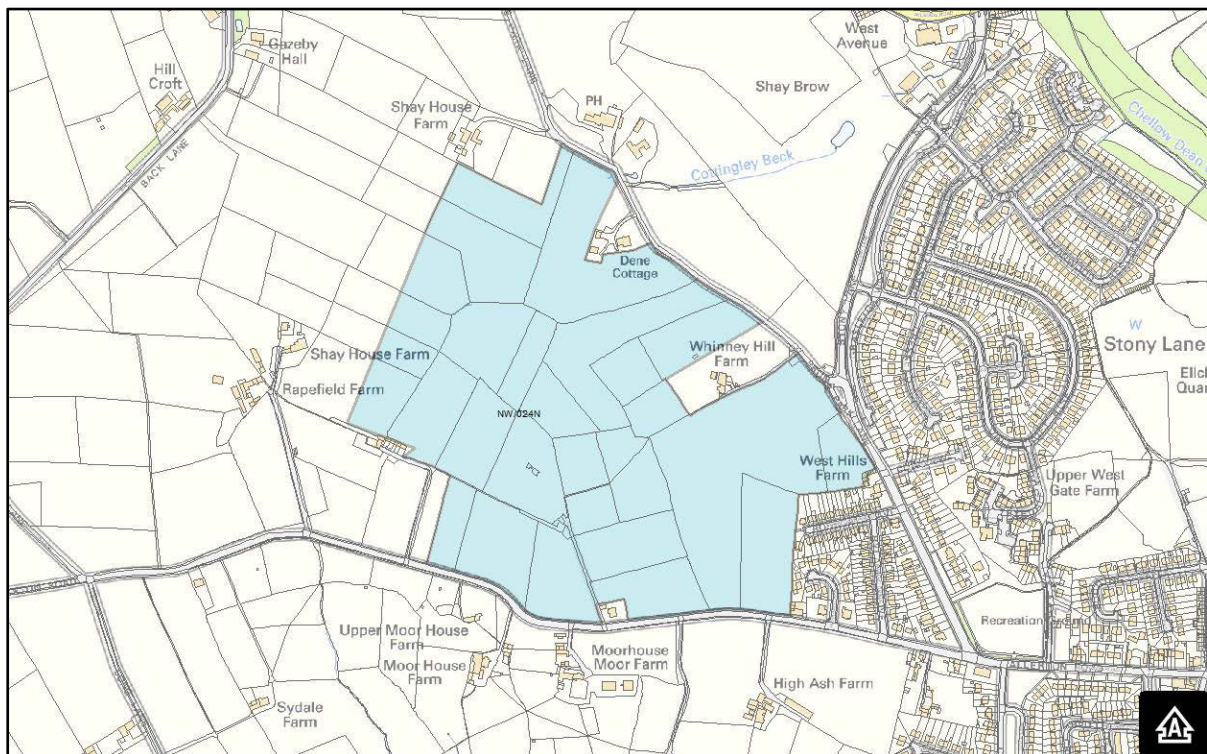 West
Avenue
Gazeby
Hall
Hill
Croft
Shay Brow
PH
Shay House
Farm
Cottingley Beck
Chellow Dean
BACK LANE
Dene
Cottage
W
Stony Lane
Whinney Hill
Farm
Shay House Farm
Rapefield Farm
NW/024N
West Hills
Farm
Upper West
Gate Farm
Recreation Ground
Upper Moor House
Farm
Moor House
Farm
Moorhouse
Moor Farm
High Ash Farm
Sydale
Farm
A